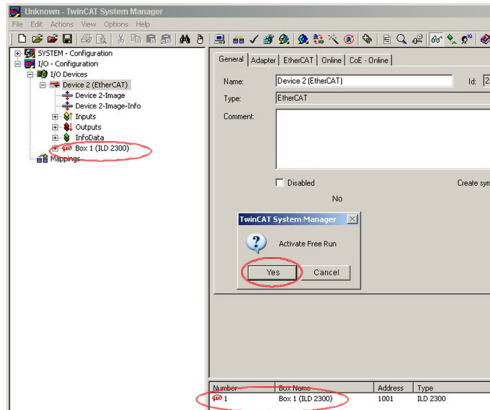 Unknown - TwinCAT System Manager
File Edit Actions View Options Help
SYSTEM - Configuration
I/O - Configuration
I/O Devices
Device 2 (EtherCAT)
Device 2-Image
Device 2-Image-Info
Inputs
Outputs
InfoData
Box 1 (ILD 2300)
Mappings
General Adapter EtherCAT Online CoE - Online
Name: Device 2 (EtherCAT) Id: 2
Type: EtherCAT
Comment:
Disabled Create syn
No
TwinCAT System Manager
Activate Free Run
Yes Cancel
Number Box Name Address Type
1 Box 1 (ILD 2300) 1001 ILD 2300